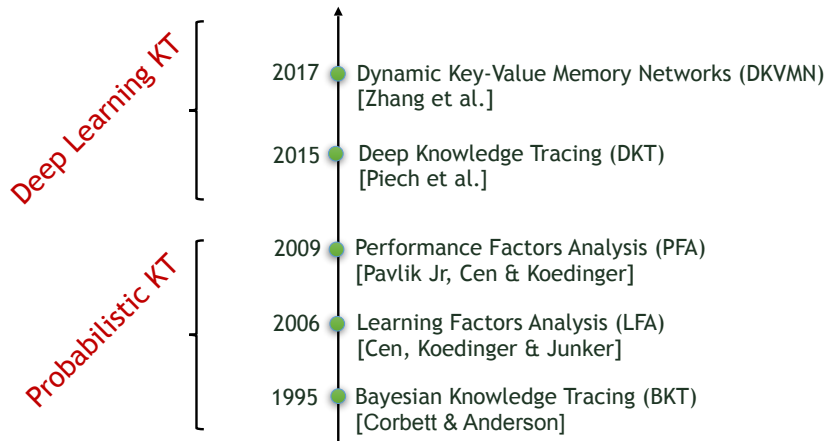 Deep Learning KT
2017 Dynamic Key-Value Memory Networks (DKVMN)
[Zhang et al.]
2015 Deep Knowledge Tracing (DKT)
[Piech et al.]
Probabilistic KT
2009 Performance Factors Analysis (PFA)
[Pavlik Jr, Cen & Koedinger]
2006 Learning Factors Analysis (LFA)
[Cen, Koedinger & Junker]
1995 Bayesian Knowledge Tracing (BKT)
[Corbett & Anderson]